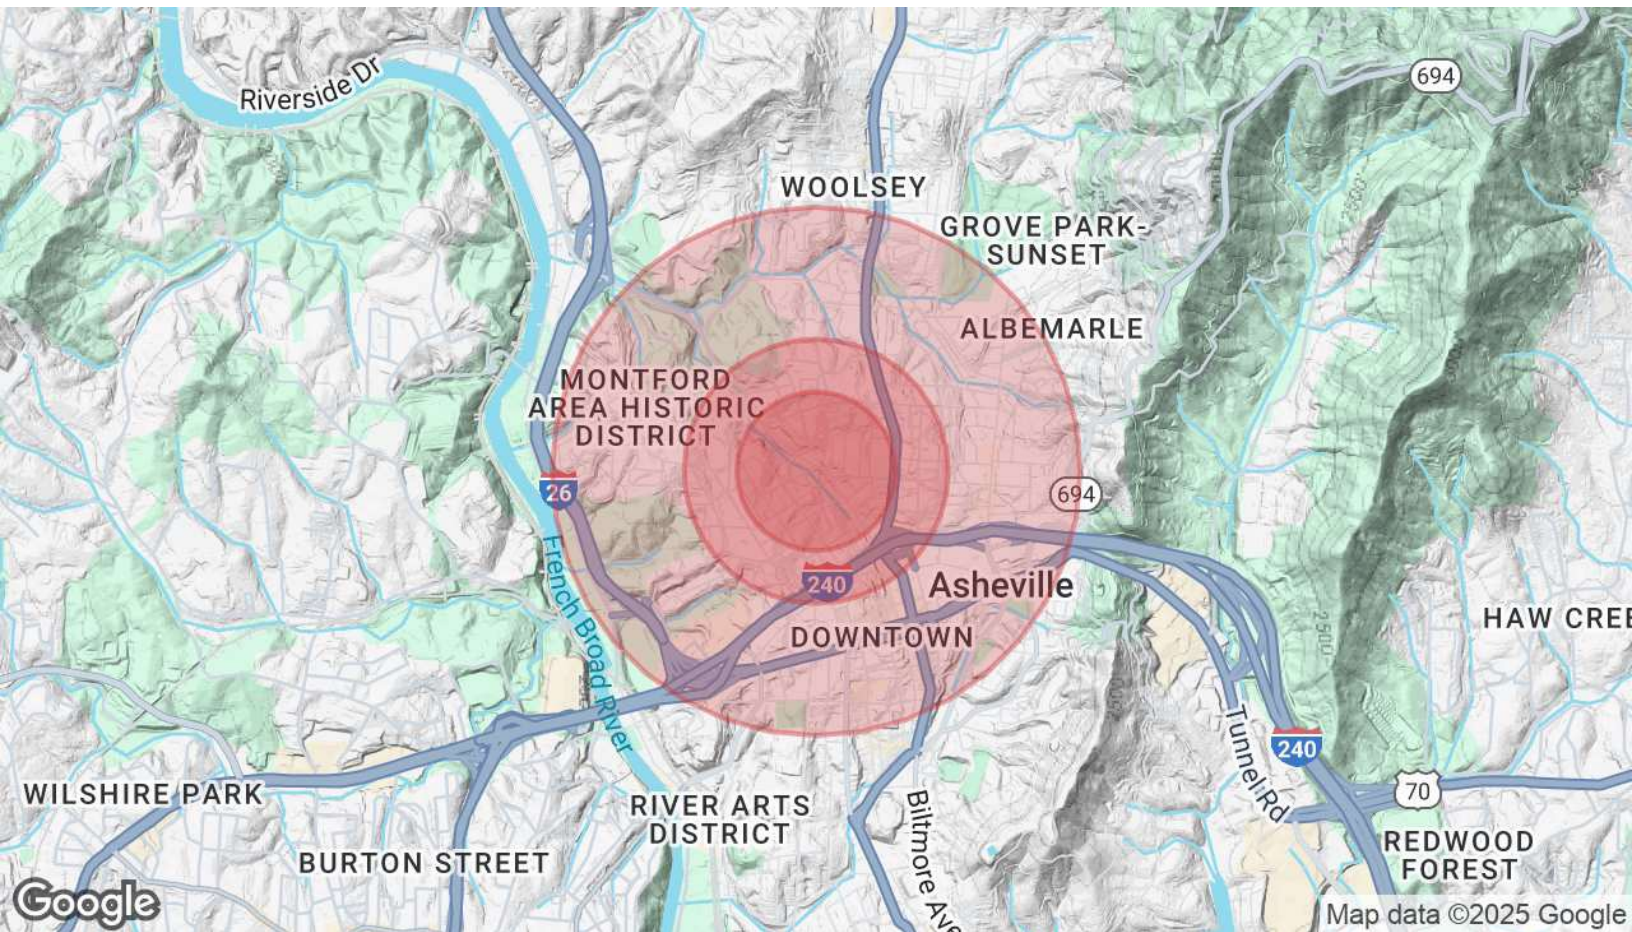 Riverside Dr
694
WOOLSEY
GROVE PARK-
SUNSET
ALBEMARLE
MONTFORD
AREA HISTORIC
DISTRICT
26
694
French Broad River
240
Asheville
DOWNTOWN
HAW CREE
Tunnel Rd
240
70
WILSHIRE PARK
RIVER ARTS
DISTRICT
Biltmore Ave
BURTON STREET
REDWOOD
FOREST
2500
2500
Google
Map data ©2025 Google